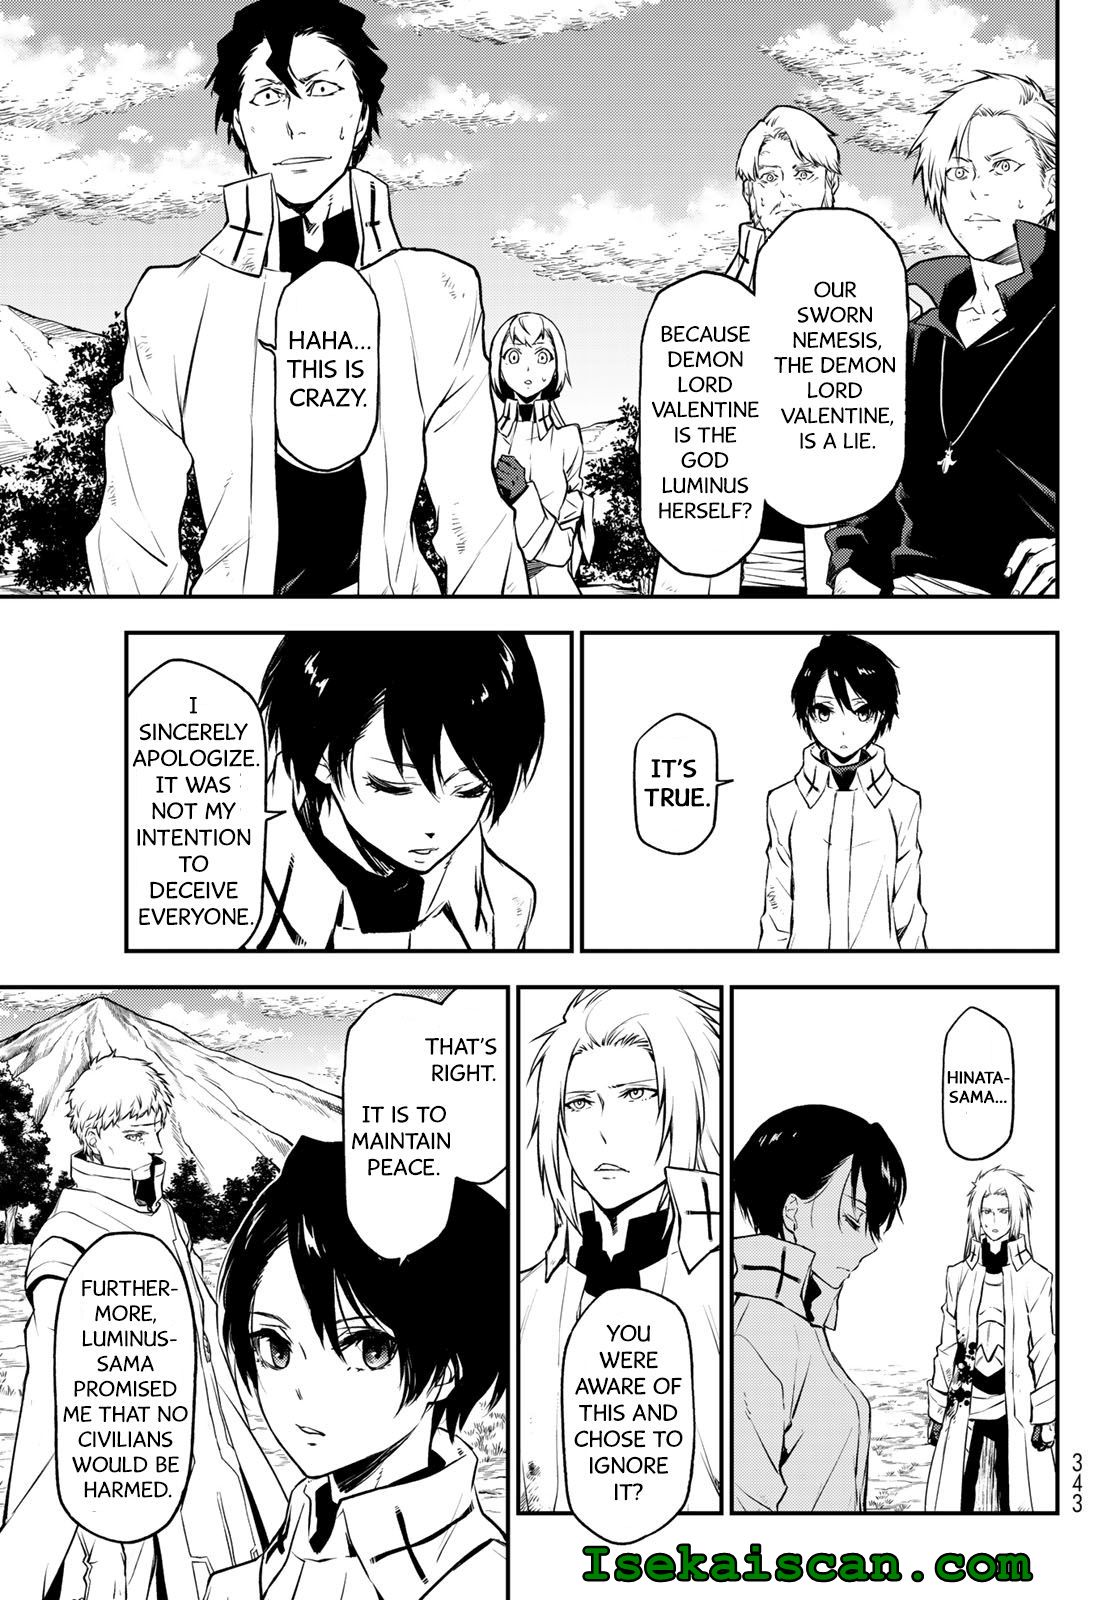 OUR
SWORN
NEMESIS,
THE DEMON
LORD
VALENTINE,
IS A LIE.
BECAUSE
DEMON
LORD
VALENTINE
IS THE
GOD
LUMINUS
HERSELF?
HAHA...
THIS IS
CRAZY.
IT'S
TRUE.
I
SINCERELY
APOLOGIZE.
IT WAS
NOT MY
INTENTION
TO
DECEIVE
EVERYONE.
HINATA-
SAMA...
YOU
WERE
AWARE OF
THIS AND
CHOSE TO
IGNORE
IT?
THAT'S
RIGHT.
IT IS TO
MAINTAIN
PEACE.
FURTHER-
MORE,
LUMINUS-
SAMA
PROMISED
ME THAT NO
CIVILIANS
WOULD BE
HARMED.
343
Isekaiscan.com